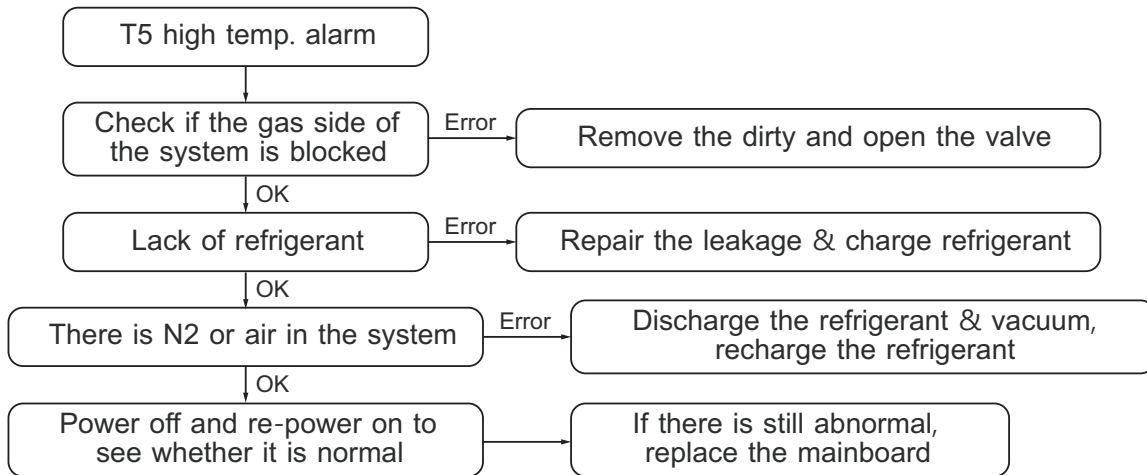 T5 high temp. alarm
Check if the gas side of
the system is blocked
Error
Remove the dirty and open the valve
OK
Lack of refrigerant
Error
Repair the leakage & charge refrigerant
OK
There is N2 or air in the system
Error
Discharge the refrigerant & vacuum,
recharge the refrigerant
OK
Power off and re-power on to
see whether it is normal
If there is still abnormal,
replace the mainboard